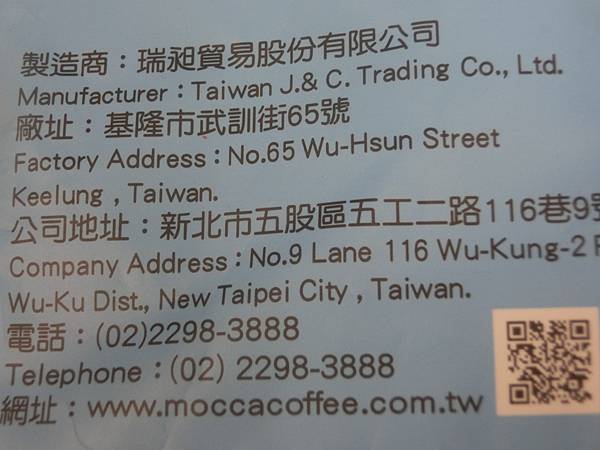 製造商：瑞昶貿易股份有限公司
Manufacturer：Taiwan J.& C. Trading Co., Ltd.
廠址：基隆市武訓街65號
Factory Address：No.65 Wu-Hsun Street
Keelung , Taiwan.
公司地址：新北市五股區五工二路116巷9號
Company Address：No.9 Lane 116 Wu-Kung-2
Wu-Ku Dist., New Taipei City , Taiwan.
電話：(02)2298-3888
Telephone：(02) 2298-3888
網址：www.moccacoffee.com.tw